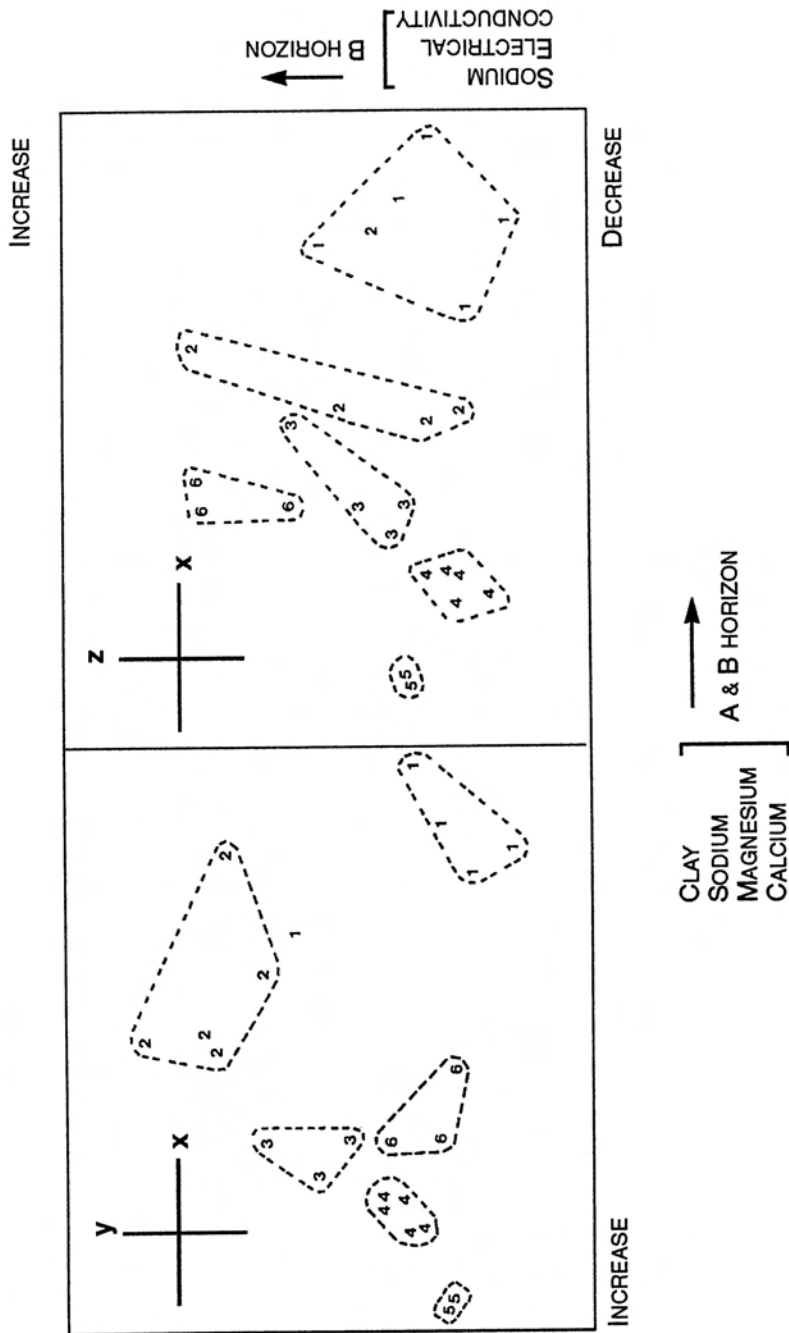 INCREASE
y
x
2
2
2
2
2
1
3
3
3
4 4
4
4 4
6
6
6
1
1
1
1
5 5
z
x
2
2
2
2
6
6
6
3
3
3
3
1
2
1
1
1
1
4
4
4
4
4
5 5
B HORIZON
SODIUM
ELECTRICAL
CONDUCTIVITY
INCREASE
DECREASE
CLAY
SODIUM
MAGNESIUM
CALCIUM
A & B HORIZON